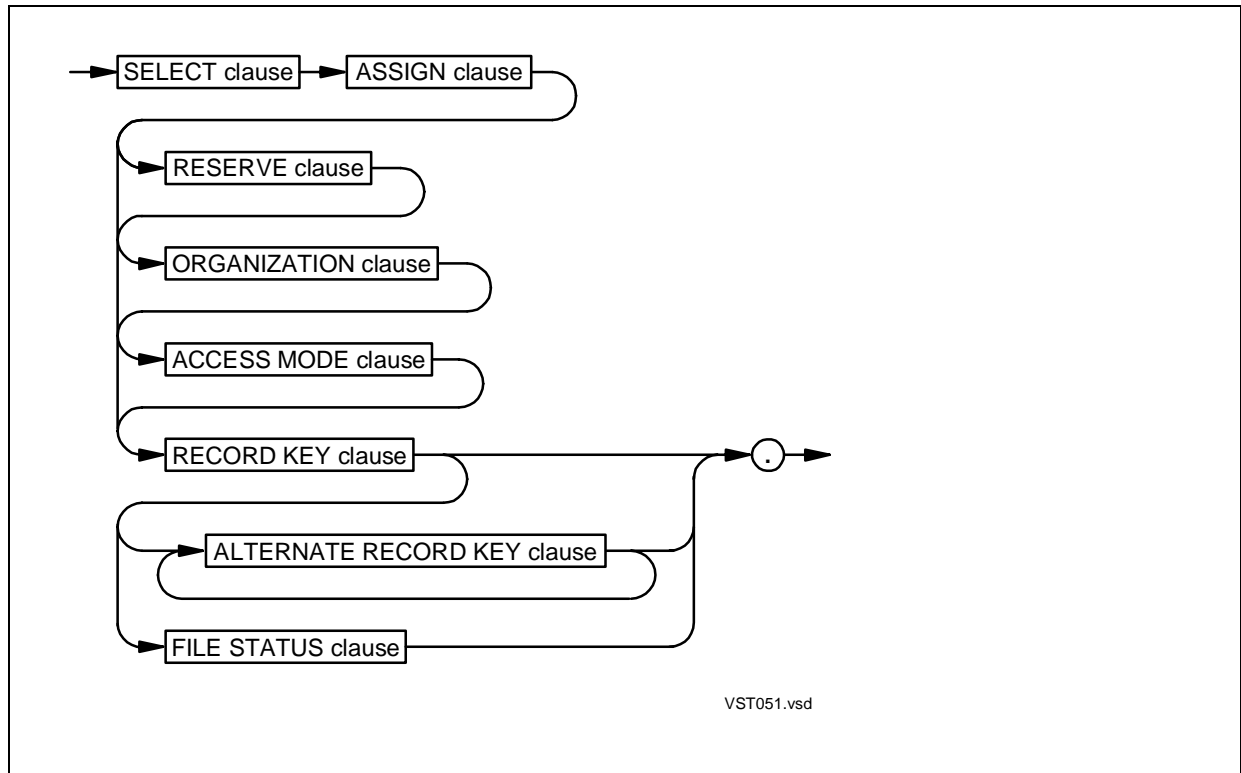 SELECT clause ASSIGN clause
RESERVE clause
ORGANIZATION clause
ACCESS MODE clause
RECORD KEY clause .
ALTERNATE RECORD KEY clause
FILE STATUS clause
VST051.vsd